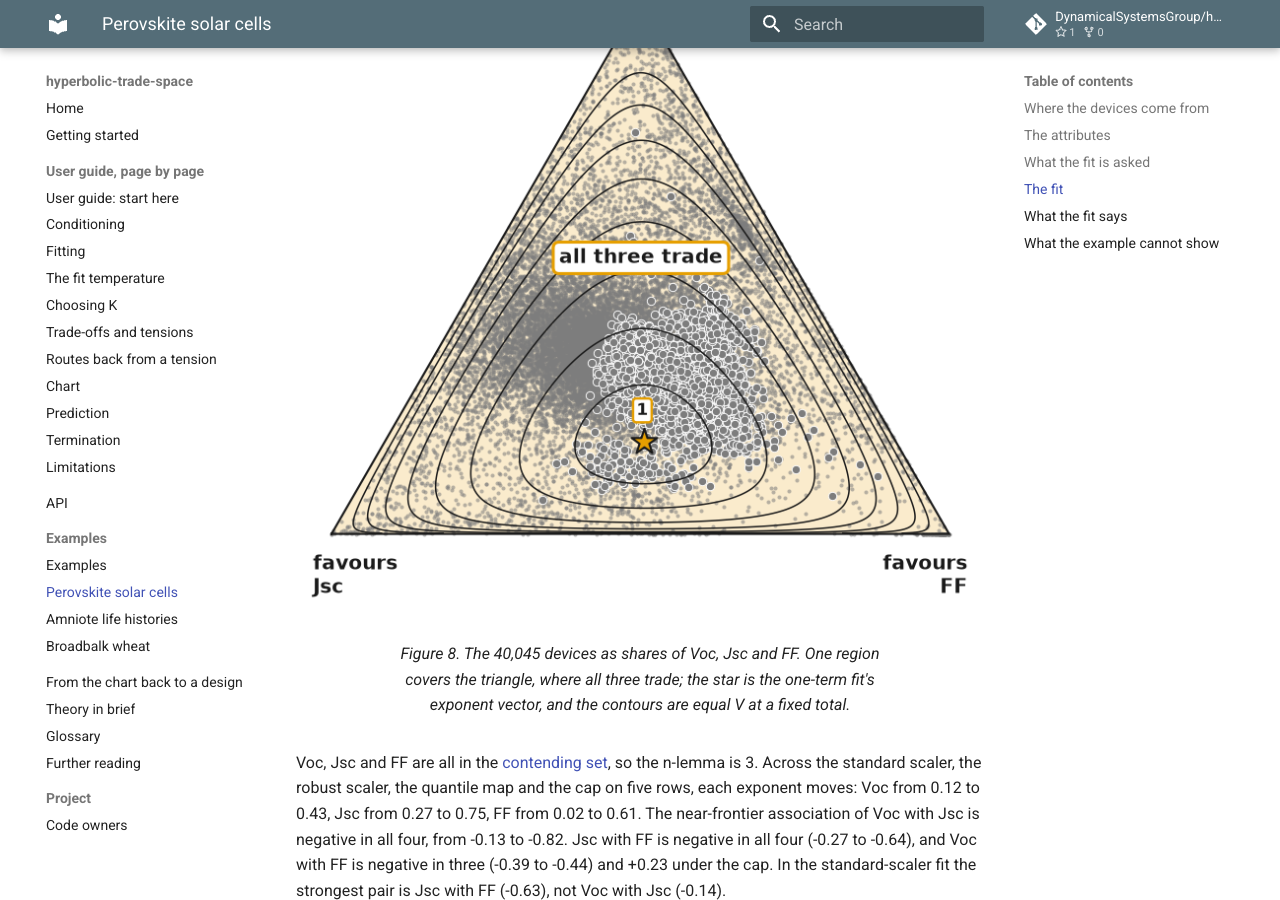 Perovskite solar cells
Search
DynamicalSystemsGroup/h…
1 0
hyperbolic-trade-space
Home
Getting started
User guide, page by page
User guide: start here
Conditioning
Fitting
The fit temperature
Choosing K
Trade-offs and tensions
Routes back from a tension
Chart
Prediction
Termination
Limitations
API
Examples
Examples
Perovskite solar cells
Amniote life histories
Broadbalk wheat
From the chart back to a design
Theory in brief
Glossary
Further reading
Project
Code owners
all three trade
1
favours
Jsc
favours
FF
Figure 8. The 40,045 devices as shares of Voc, Jsc and FF. One region
covers the triangle, where all three trade; the star is the one-term fit's
exponent vector, and the contours are equal V at a fixed total.
Voc, Jsc and FF are all in the contending set, so the n-lemma is 3. Across the standard scaler, the
robust scaler, the quantile map and the cap on five rows, each exponent moves: Voc from 0.12 to
0.43, Jsc from 0.27 to 0.75, FF from 0.02 to 0.61. The near-frontier association of Voc with Jsc is
negative in all four, from -0.13 to -0.82. Jsc with FF is negative in all four (-0.27 to -0.64), and Voc
with FF is negative in three (-0.39 to -0.44) and +0.23 under the cap. In the standard-scaler fit the
strongest pair is Jsc with FF (-0.63), not Voc with Jsc (-0.14).
Table of contents
Where the devices come from
The attributes
What the fit is asked
The fit
What the fit says
What the example cannot show